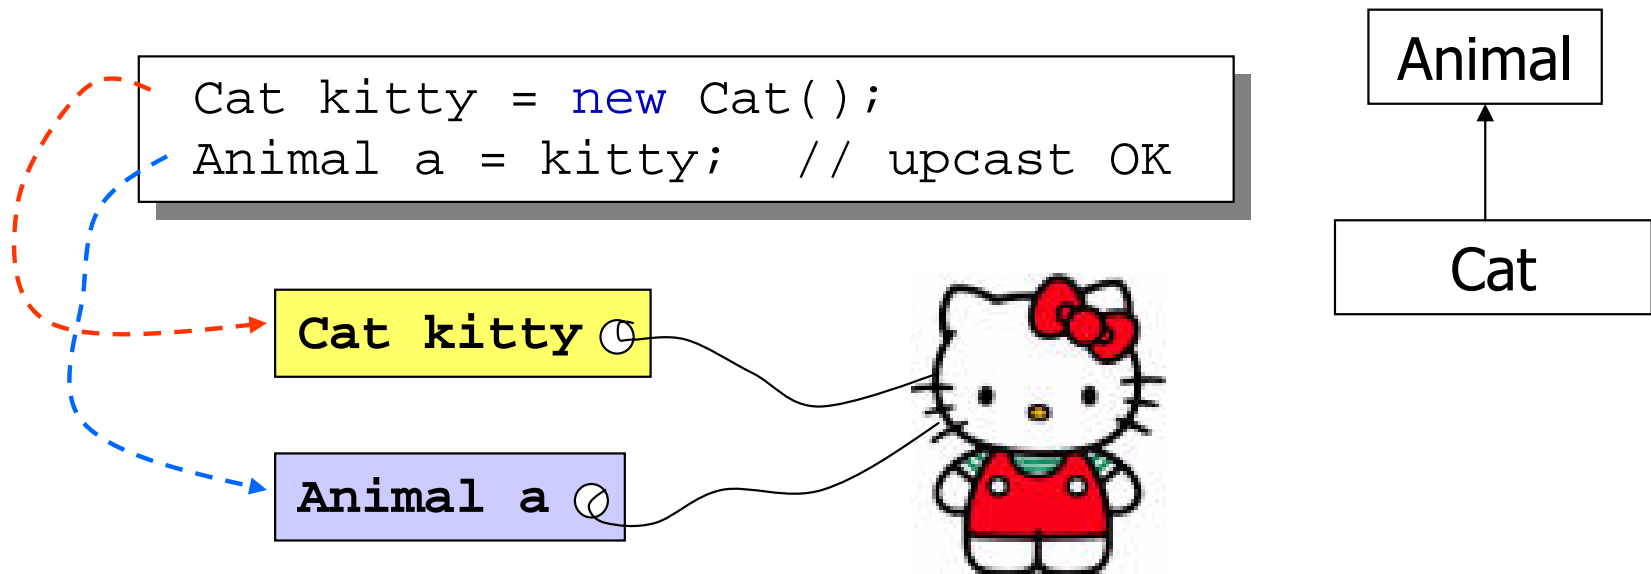 Cat kitty = new Cat();
Animal a = kitty;  // upcast OK
Animal
Cat
Cat kitty
Animal a